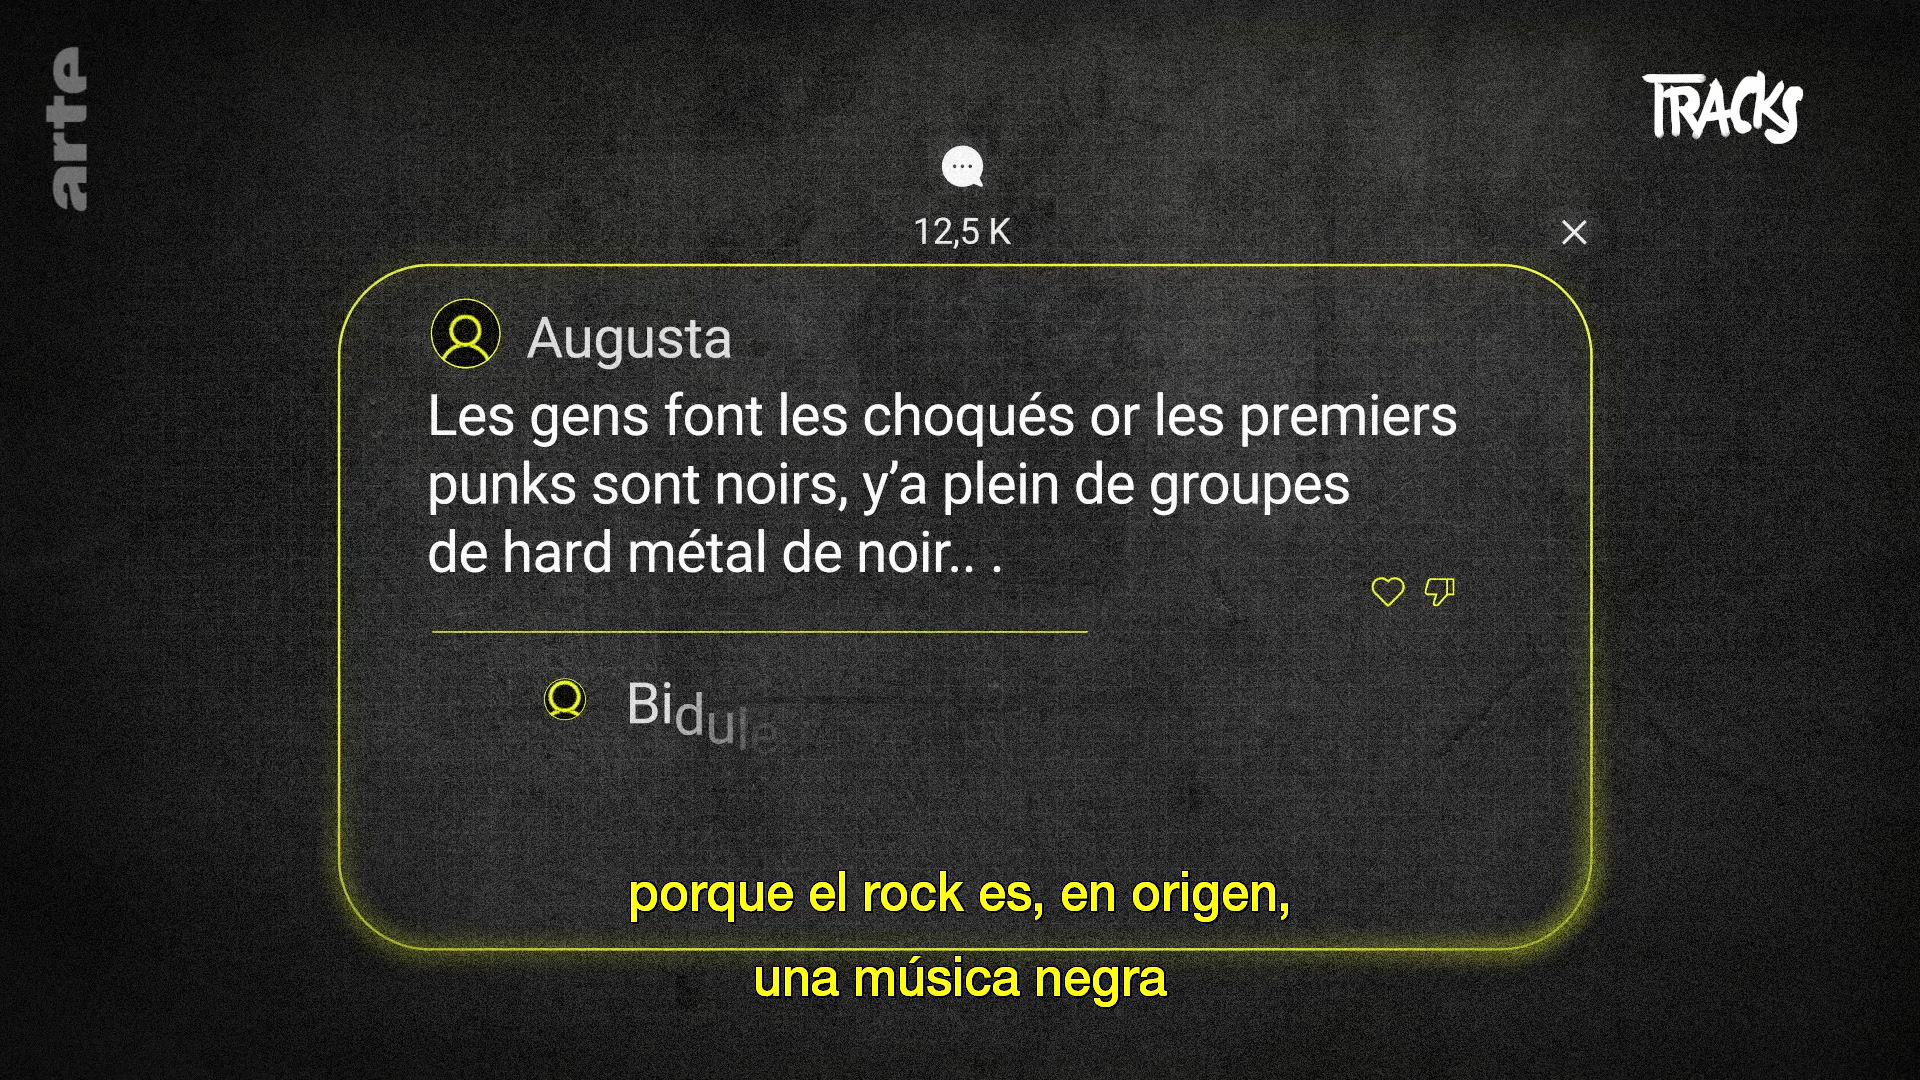 arte
TRACKS
12,5 K
Augusta
Les gens font les choqués or les premiers
punks sont noirs, y’a plein de groupes
de hard métal de noir.. .
Bidule
porque el rock es, en origen,
una música negra